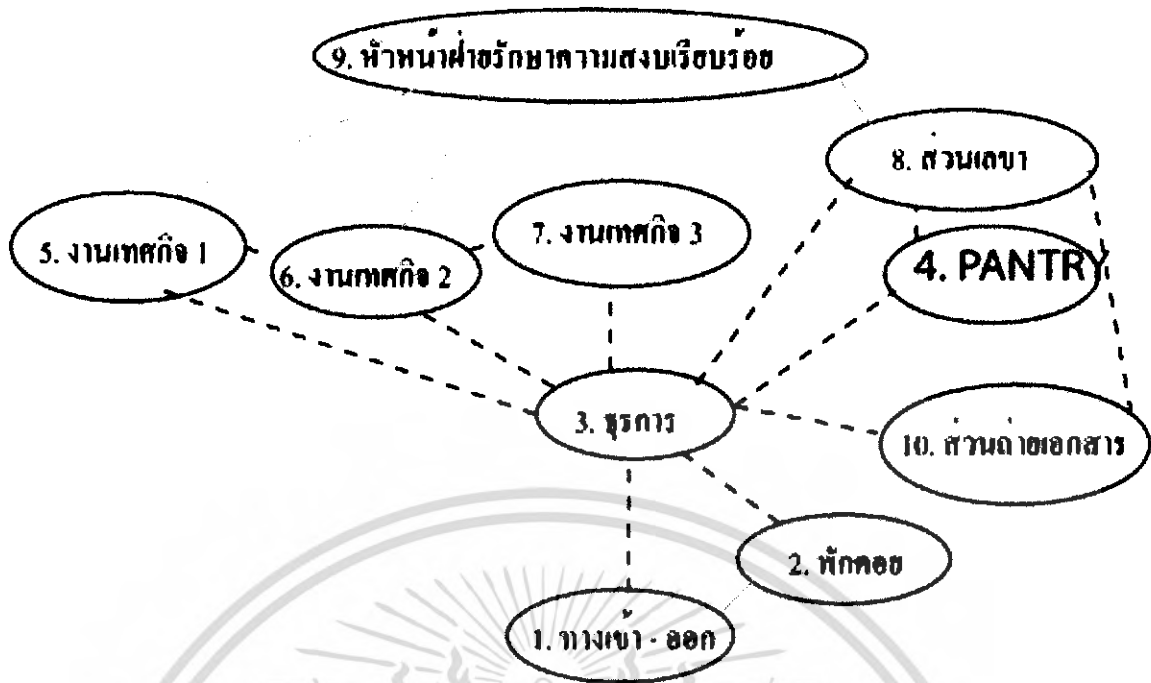 9. หัวหน้าฝ่ายรักษาความสงบเรียบร้อย
8. ส่วนเลขา
7. งานเทศกิจ 3
5. งานเทศกิจ 1
6. งานเทศกิจ 2
4. PANTRY
3. ธุรการ
10. ส่วนถ่ายเอกสาร
2. พักคอย
1. ทางเข้า - ออก